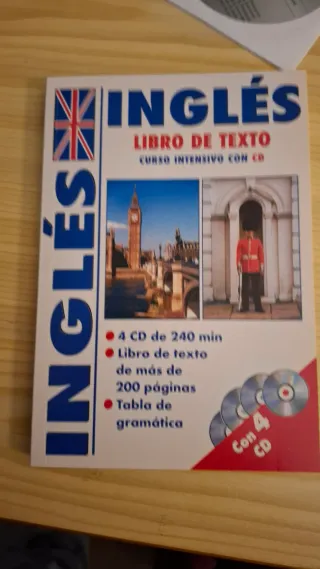 INGLÉS
INGLÉS
LIBRO DE TEXTO
CURSO INTENSIVO CON CD
● 4 CD de 240 min
● Libro de texto
de más de
200 páginas
● Tabla de
gramática
Con 4
CD